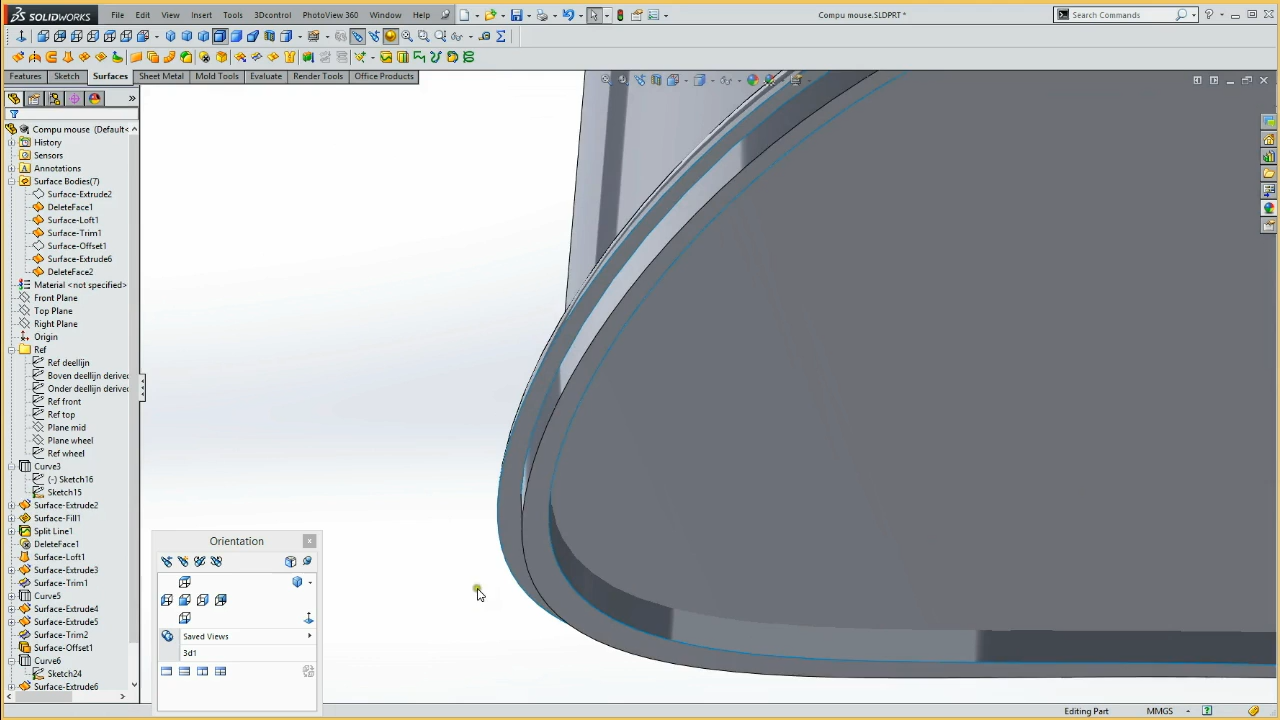 SOLIDWORKS File Edit View Insert Tools 3Dcontrol PhotoView 360 Window Help Compu mouse.SLDPRT * Search Commands
Features Sketch Surfaces Sheet Metal Mold Tools Evaluate Render Tools Office Products
Compu mouse (Default<
History
Sensors
Annotations
Surface Bodies(7)
Surface-Extrude2
DeleteFace1
Surface-Loft1
Surface-Trim1
Surface-Offset1
Surface-Extrude6
DeleteFace2
Material <not specified>
Front Plane
Top Plane
Right Plane
Origin
Ref
Ref deellijn
Boven deellijn derived
Onder deellijn derived
Ref front
Ref top
Plane mid
Plane wheel
Ref wheel
Curve3
(-) Sketch16
Sketch15
Surface-Extrude2
Surface-Fill1
Split Line1
DeleteFace1
Surface-Loft1
Surface-Extrude3
Surface-Trim1
Curve5
Surface-Extrude4
Surface-Extrude5
Surface-Trim2
Surface-Offset1
Curve6
Sketch24
Surface-Extrude6
Orientation
Saved Views
3d1
Editing Part MMGS